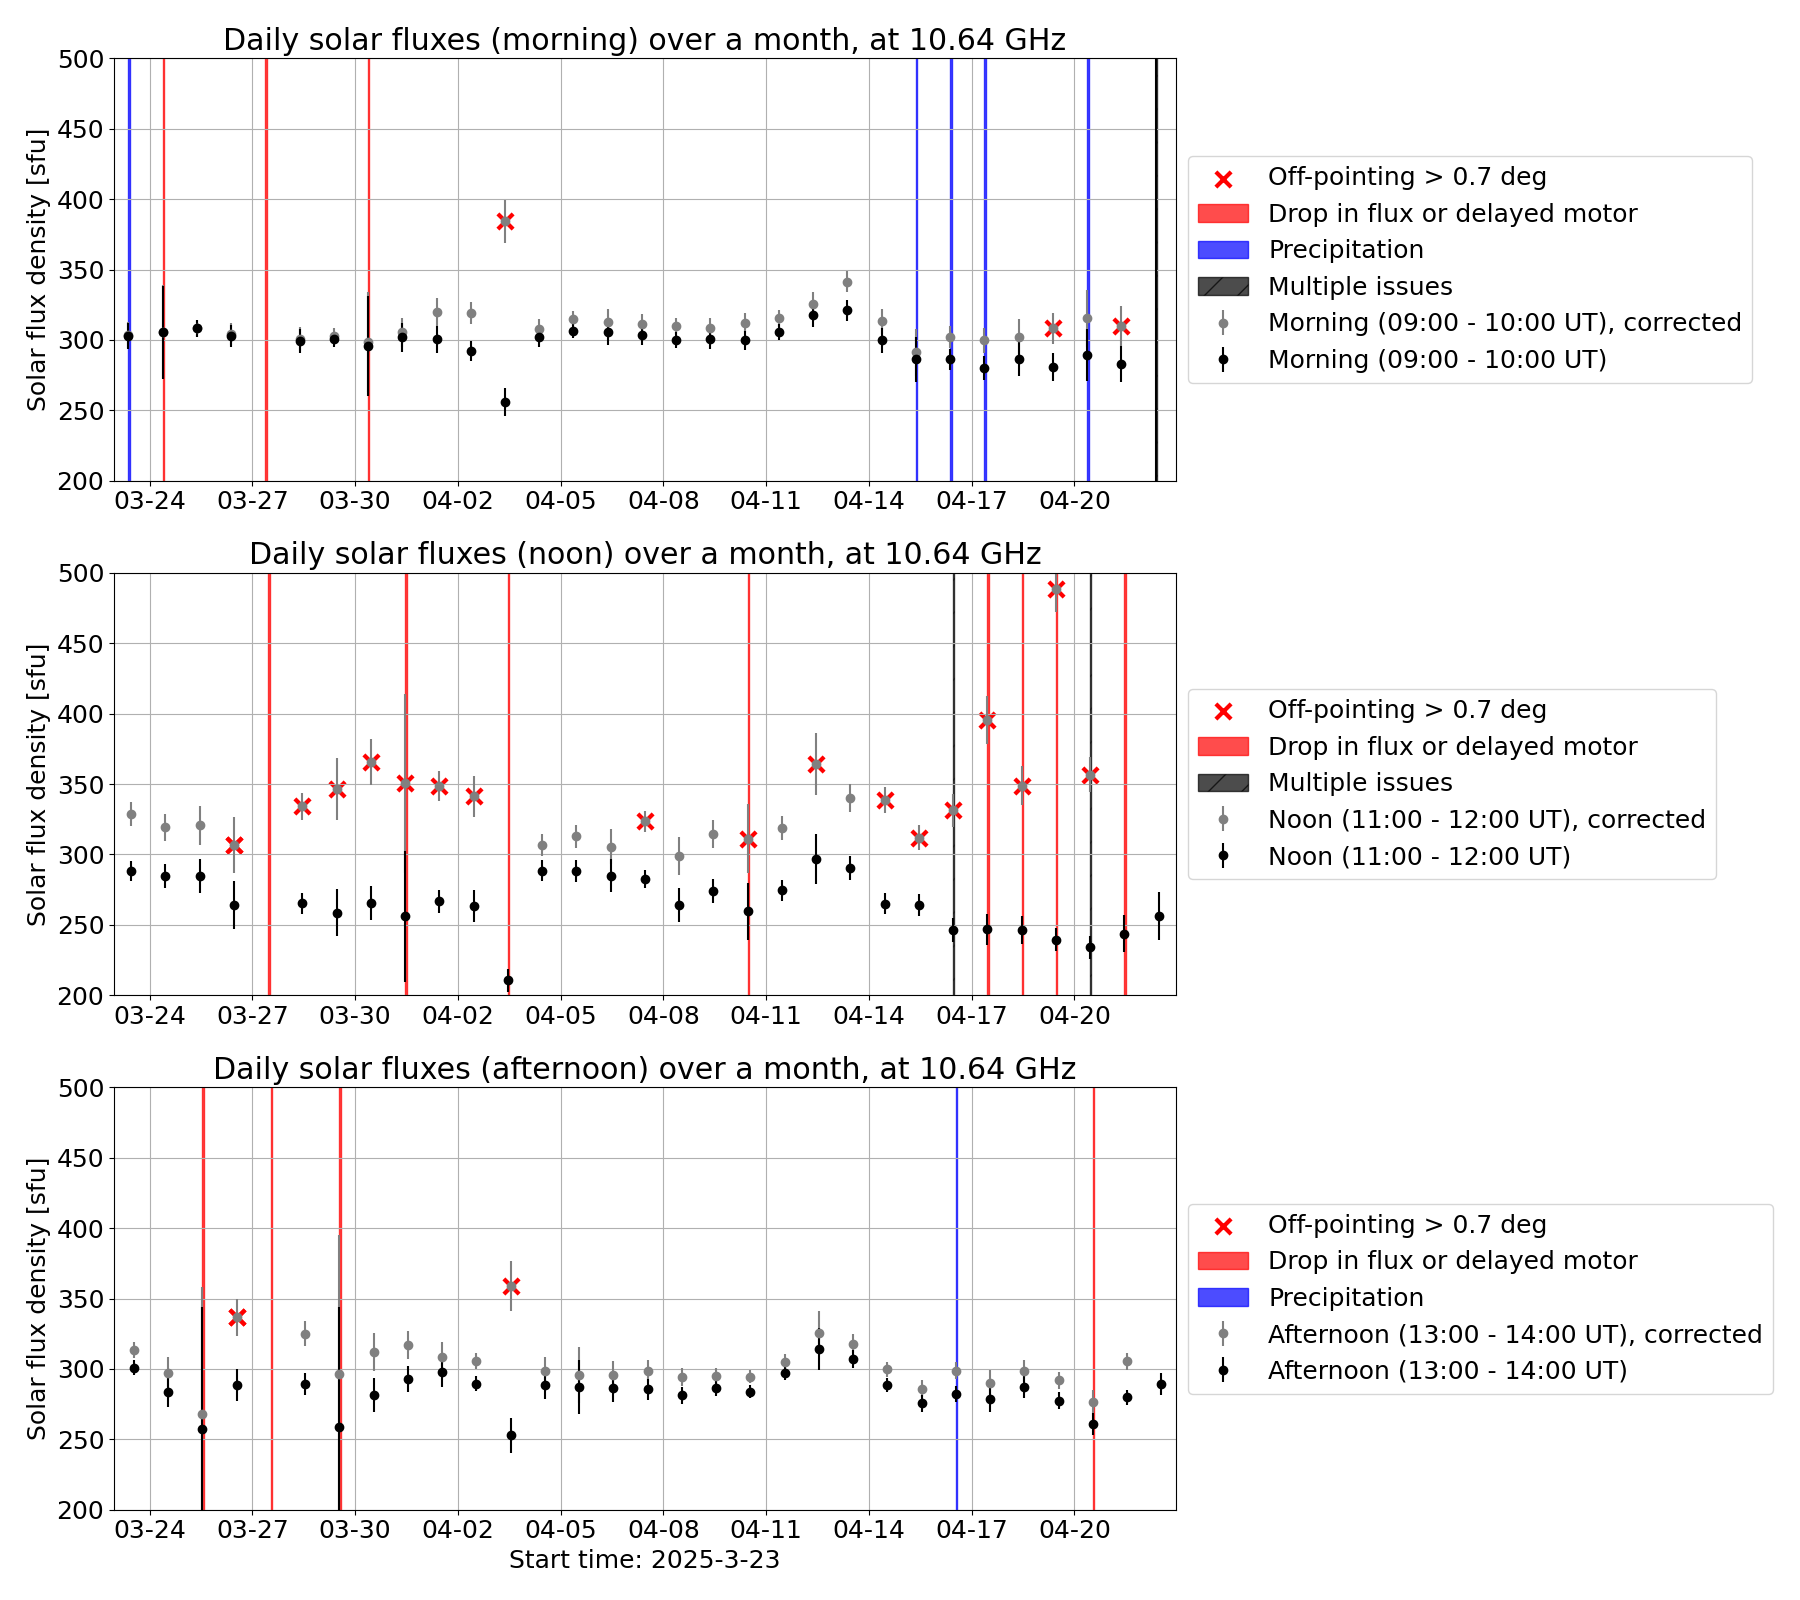 Daily solar fluxes (morning) over a month, at 10.64 GHz
Solar flux density [sfu]
500
450
400
350
300
250
200
03-24 03-27 03-30 04-02 04-05 04-08 04-11 04-14 04-17 04-20
Off-pointing > 0.7 deg
Drop in flux or delayed motor
Precipitation
Multiple issues
Morning (09:00 - 10:00 UT), corrected
Morning (09:00 - 10:00 UT)
Daily solar fluxes (noon) over a month, at 10.64 GHz
Solar flux density [sfu]
500
450
400
350
300
250
200
03-24 03-27 03-30 04-02 04-05 04-08 04-11 04-14 04-17 04-20
Off-pointing > 0.7 deg
Drop in flux or delayed motor
Multiple issues
Noon (11:00 - 12:00 UT), corrected
Noon (11:00 - 12:00 UT)
Daily solar fluxes (afternoon) over a month, at 10.64 GHz
Solar flux density [sfu]
500
450
400
350
300
250
200
03-24 03-27 03-30 04-02 04-05 04-08 04-11 04-14 04-17 04-20
Start time: 2025-3-23
Off-pointing > 0.7 deg
Drop in flux or delayed motor
Precipitation
Afternoon (13:00 - 14:00 UT), corrected
Afternoon (13:00 - 14:00 UT)